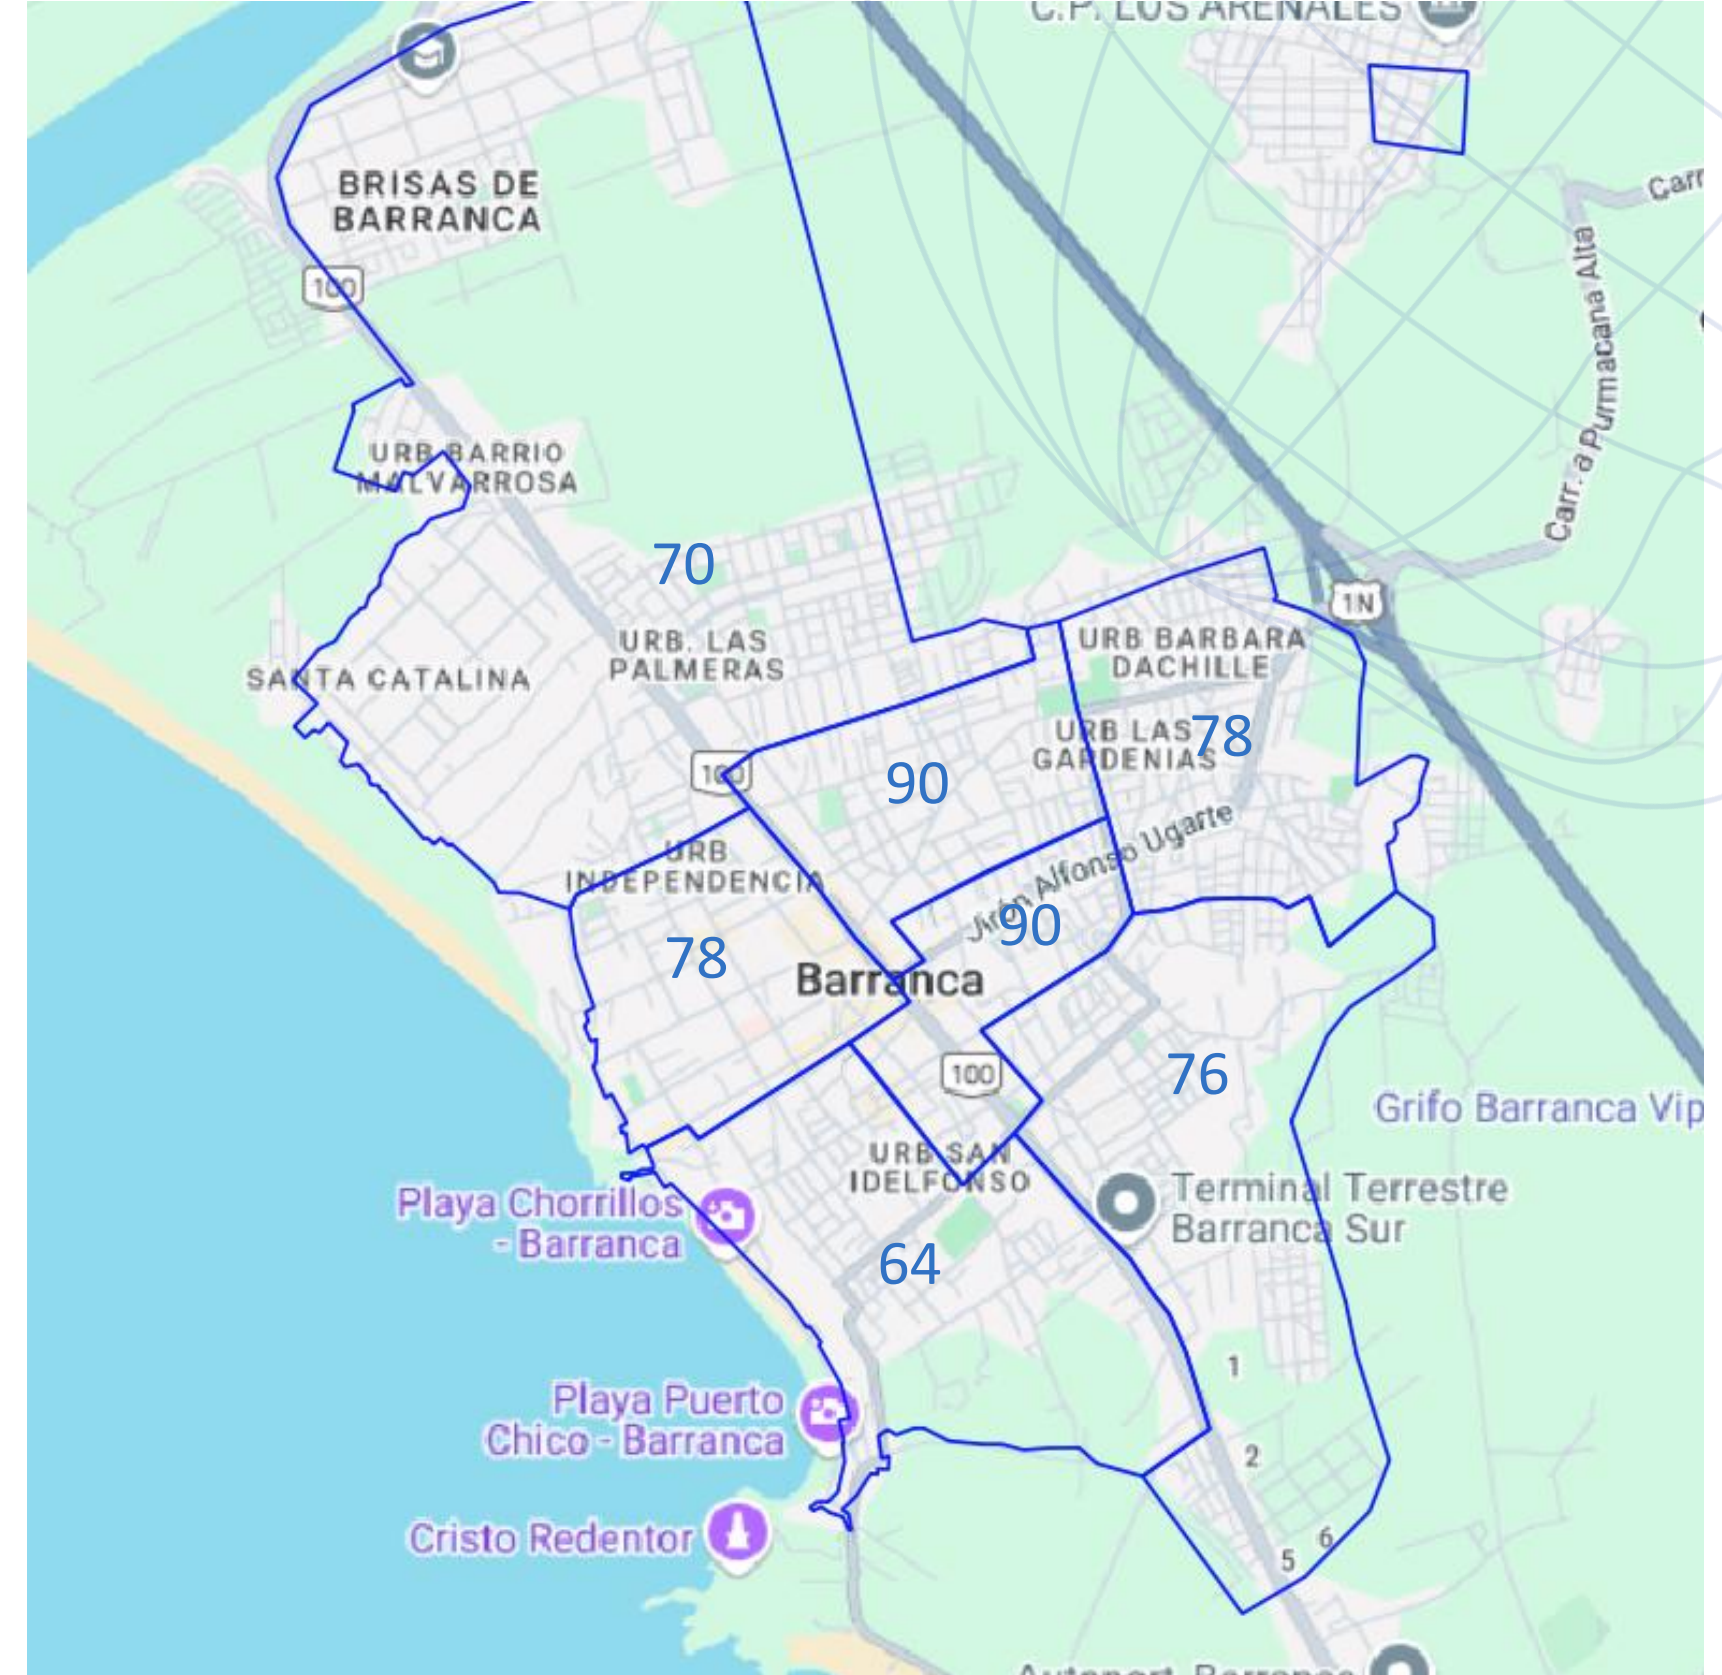 C.P. LOS ARENALES
BRISAS DE
BARRANCA
Carr
100
Carr. a Purmacana Alta
URB BARRIO
MALVARROSA
70
1N
URB. LAS
PALMERAS
URB BARBARA
DACHILLE
SANTA CATALINA
URB LAS
GARDENIAS
78
100
90
Jirón Alfonso Ugarte
URB
INDEPENDENCIA
90
78
Barranca
100
76
Grifo Barranca Vip
URB SAN
IDELFONSO
Terminal Terrestre
Barranca Sur
Playa Chorrillos
- Barranca
64
1
Playa Puerto
Chico - Barranca
2
Cristo Redentor
6
5